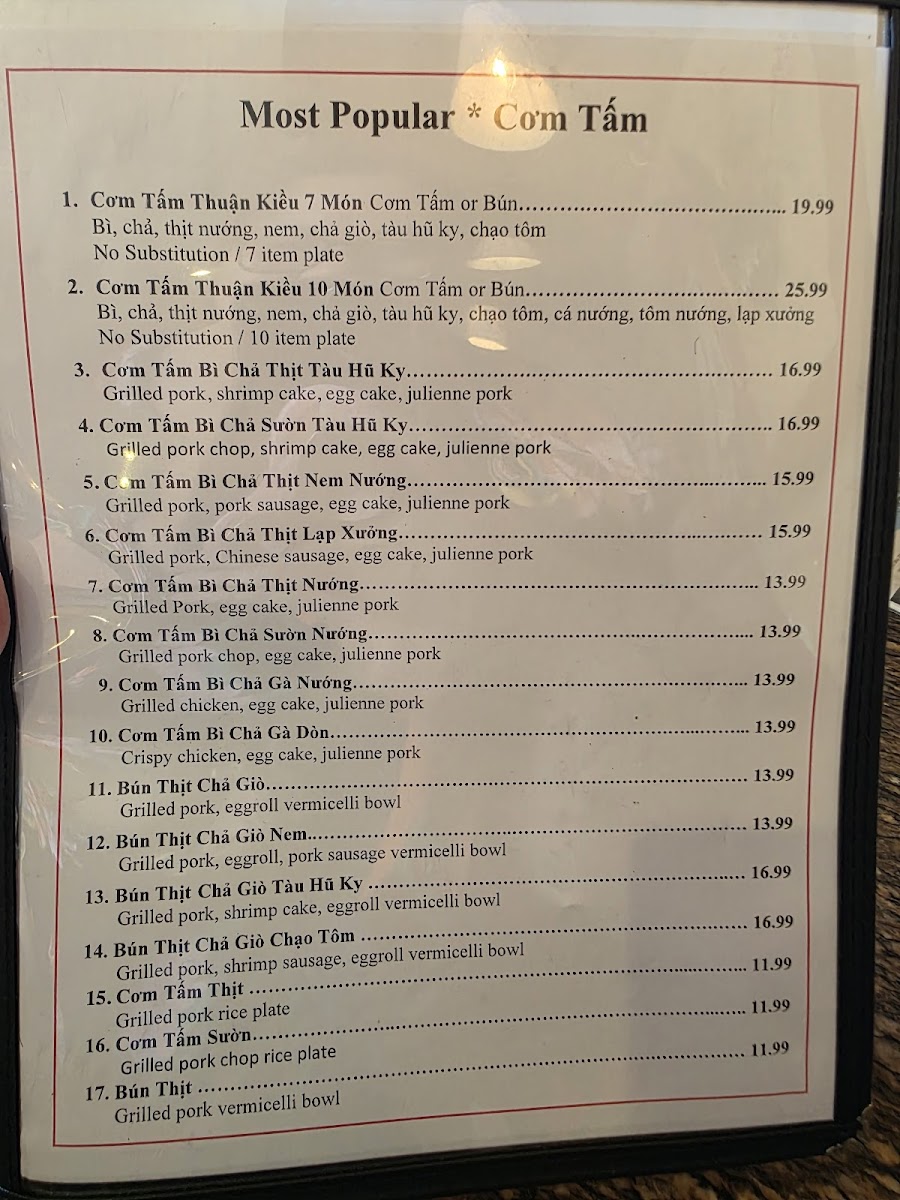 Most Popular * Cơm Tấm
1. Cơm Tấm Thuận Kiều 7 Món Cơm Tấm or Bún.......................................... 19.99
Bì, chả, thịt nướng, nem, chả giò, tàu hũ ky, chạo tôm
No Substitution / 7 item plate
2. Cơm Tấm Thuận Kiều 10 Món Cơm Tấm or Bún.......................................... 25.99
Bì, chả, thịt nướng, nem, chả giò, tàu hũ ky, chạo tôm, cá nướng, tôm nướng, lạp xưởng
No Substitution / 10 item plate
3. Cơm Tấm Bì Chả Thịt Tàu Hũ Ky.......................................... 16.99
Grilled pork, shrimp cake, egg cake, julienne pork
4. Cơm Tấm Bì Chả Sườn Tàu Hũ Ky.......................................... 16.99
Grilled pork chop, shrimp cake, egg cake, julienne pork
5. Cơm Tấm Bì Chả Thịt Nem Nướng.......................................... 15.99
Grilled pork, pork sausage, egg cake, julienne pork
6. Cơm Tấm Bì Chả Thịt Lạp Xưởng.......................................... 15.99
Grilled pork, Chinese sausage, egg cake, julienne pork
7. Cơm Tấm Bì Chả Thịt Nướng.......................................... 13.99
Grilled Pork, egg cake, julienne pork
8. Cơm Tấm Bì Chả Sườn Nướng.......................................... 13.99
Grilled pork chop, egg cake, julienne pork
9. Cơm Tấm Bì Chả Gà Nướng.......................................... 13.99
Grilled chicken, egg cake, julienne pork
10. Cơm Tấm Bì Chả Gà Dòn.......................................... 13.99
Crispy chicken, egg cake, julienne pork
11. Bún Thịt Chả Giò.......................................... 13.99
Grilled pork, eggroll vermicelli bowl
12. Bún Thịt Chả Giò Nem.......................................... 13.99
Grilled pork, eggroll, pork sausage vermicelli bowl
13. Bún Thịt Chả Giò Tàu Hũ Ky .......................................... 16.99
Grilled pork, shrimp cake, eggroll vermicelli bowl
14. Bún Thịt Chả Giò Chạo Tôm .......................................... 16.99
Grilled pork, shrimp sausage, eggroll vermicelli bowl
15. Cơm Tấm Thịt .......................................... 11.99
Grilled pork rice plate
16. Cơm Tấm Sườn.......................................... 11.99
Grilled pork chop rice plate
17. Bún Thịt .......................................... 11.99
Grilled pork vermicelli bowl